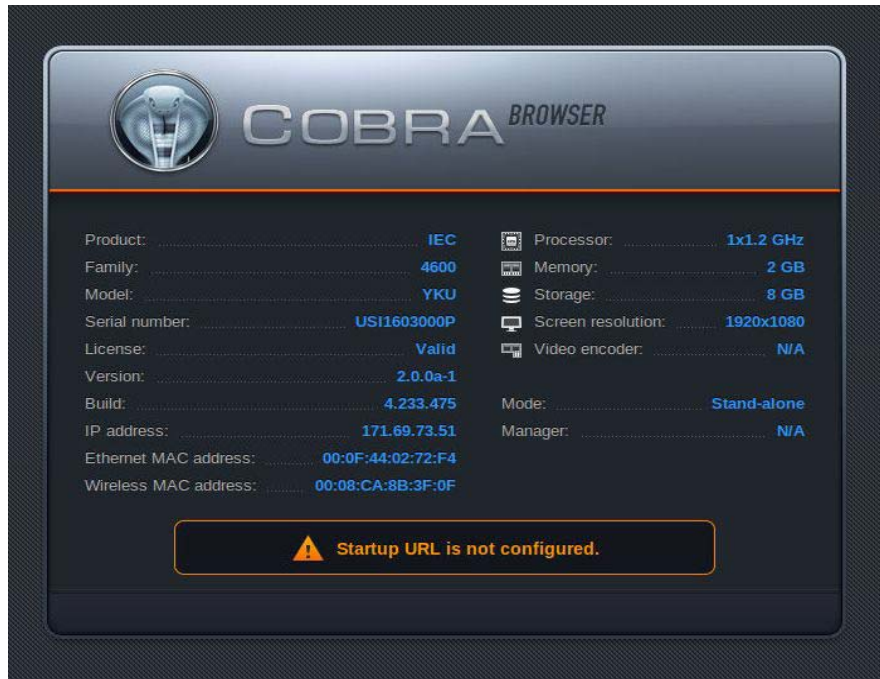 COBRA BROWSER
Product: IEC
Family: 4600
Model: YKU
Serial number: USI1603000P
License: Valid
Version: 2.0.0a-1
Build: 4.233.475
IP address: 171.69.73.51
Ethernet MAC address: 00:0F:44:02:72:F4
Wireless MAC address: 00:08:CA:8B:3F:0F
Processor: 1x1.2 GHz
Memory: 2 GB
Storage: 8 GB
Screen resolution: 1920x1080
Video encoder: N/A
Mode: Stand-alone
Manager: N/A
Startup URL is not configured.